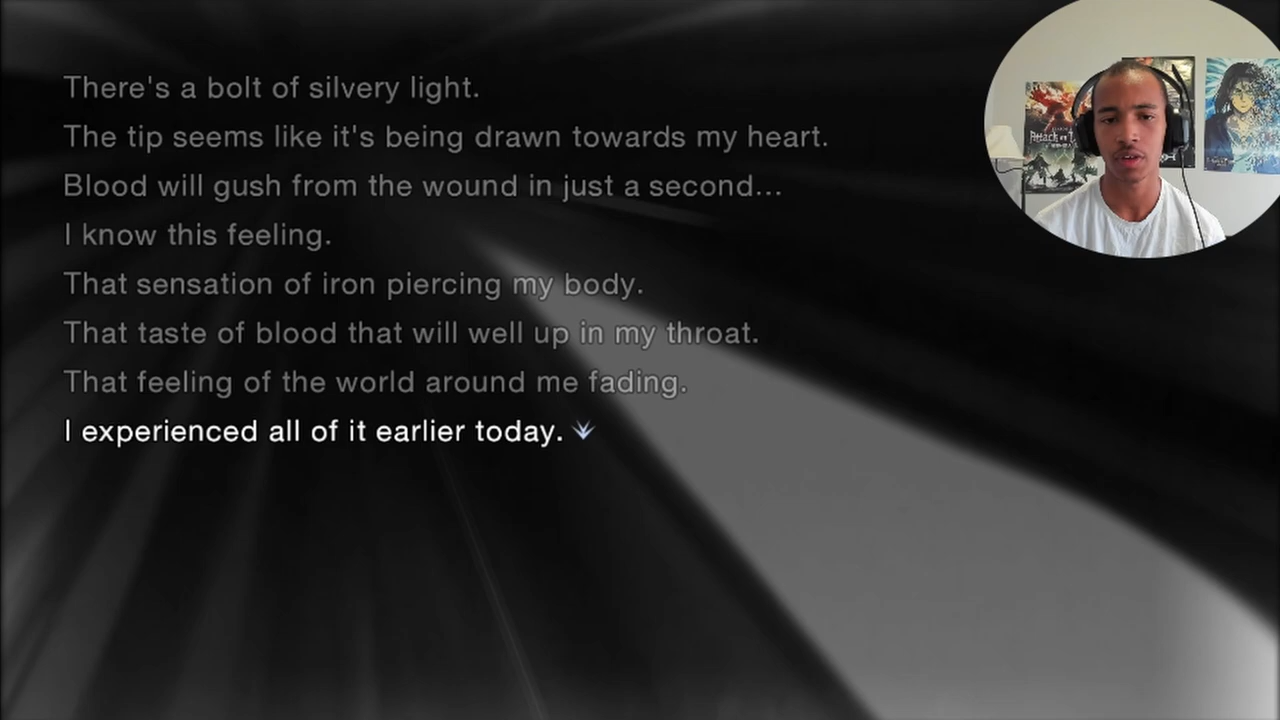 There's a bolt of silvery light.
The tip seems like it's being drawn towards my heart.
Blood will gush from the wound in just a second...
I know this feeling.
That sensation of iron piercing my body.
That taste of blood that will well up in my throat.
That feeling of the world around me fading.
I experienced all of it earlier today.